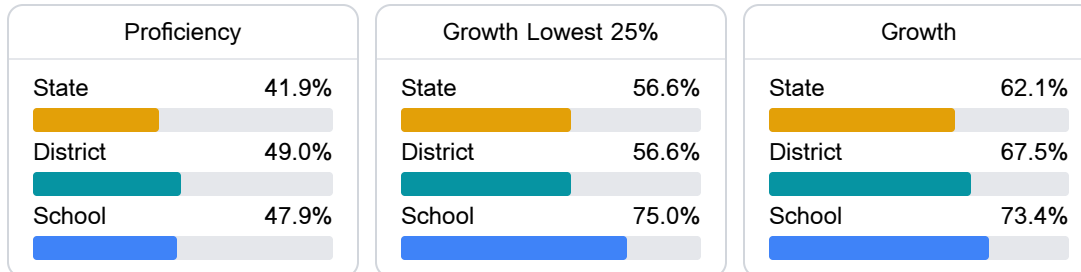 Proficiency
State 41.9%
District 49.0%
School 47.9%
Growth Lowest 25%
State 56.6%
District 56.6%
School 75.0%
Growth
State 62.1%
District 67.5%
School 73.4%